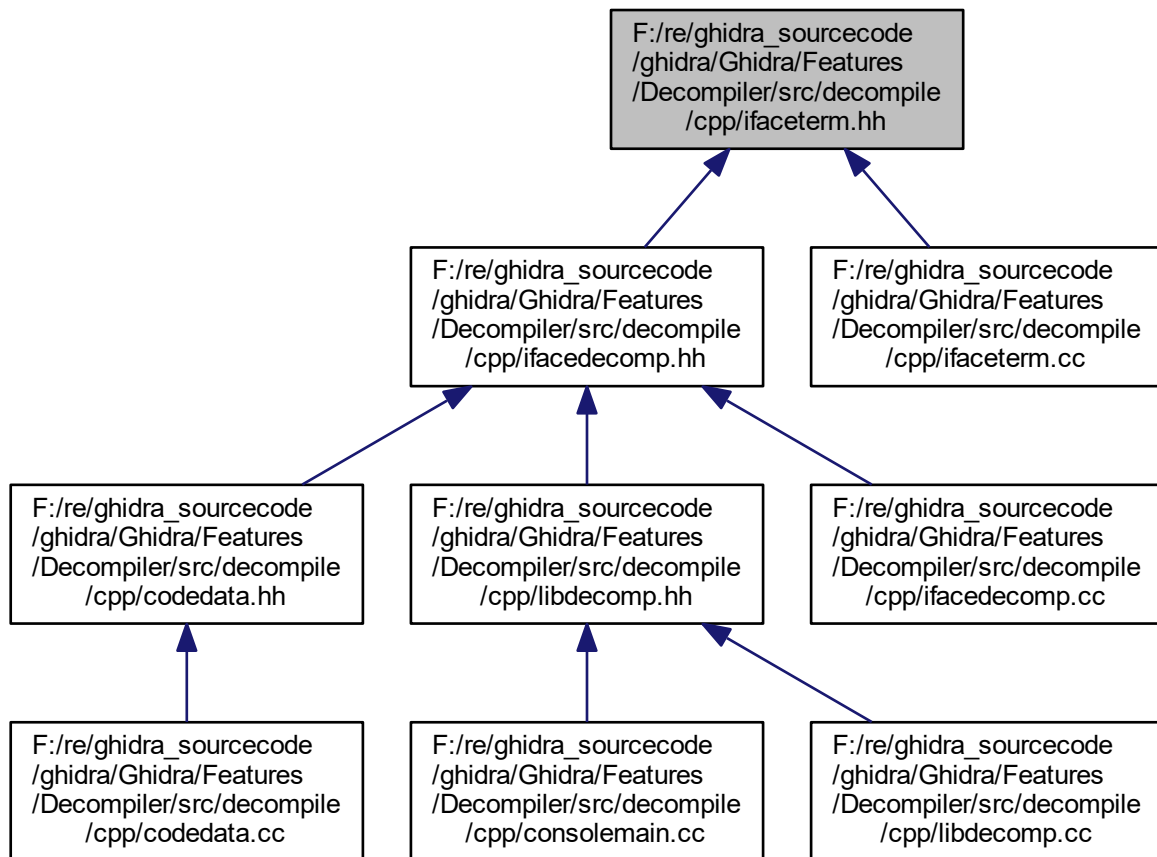 F:/re/ghidra_sourcecode
/ghidra/Ghidra/Features
/Decompiler/src/decompile
/cpp/ifaceterm.hh
F:/re/ghidra_sourcecode
/ghidra/Ghidra/Features
/Decompiler/src/decompile
/cpp/ifacedecomp.hh
F:/re/ghidra_sourcecode
/ghidra/Ghidra/Features
/Decompiler/src/decompile
/cpp/ifaceterm.cc
F:/re/ghidra_sourcecode
/ghidra/Ghidra/Features
/Decompiler/src/decompile
/cpp/codedata.hh
F:/re/ghidra_sourcecode
/ghidra/Ghidra/Features
/Decompiler/src/decompile
/cpp/libdecomp.hh
F:/re/ghidra_sourcecode
/ghidra/Ghidra/Features
/Decompiler/src/decompile
/cpp/ifacedecomp.cc
F:/re/ghidra_sourcecode
/ghidra/Ghidra/Features
/Decompiler/src/decompile
/cpp/codedata.cc
F:/re/ghidra_sourcecode
/ghidra/Ghidra/Features
/Decompiler/src/decompile
/cpp/consolemain.cc
F:/re/ghidra_sourcecode
/ghidra/Ghidra/Features
/Decompiler/src/decompile
/cpp/libdecomp.cc